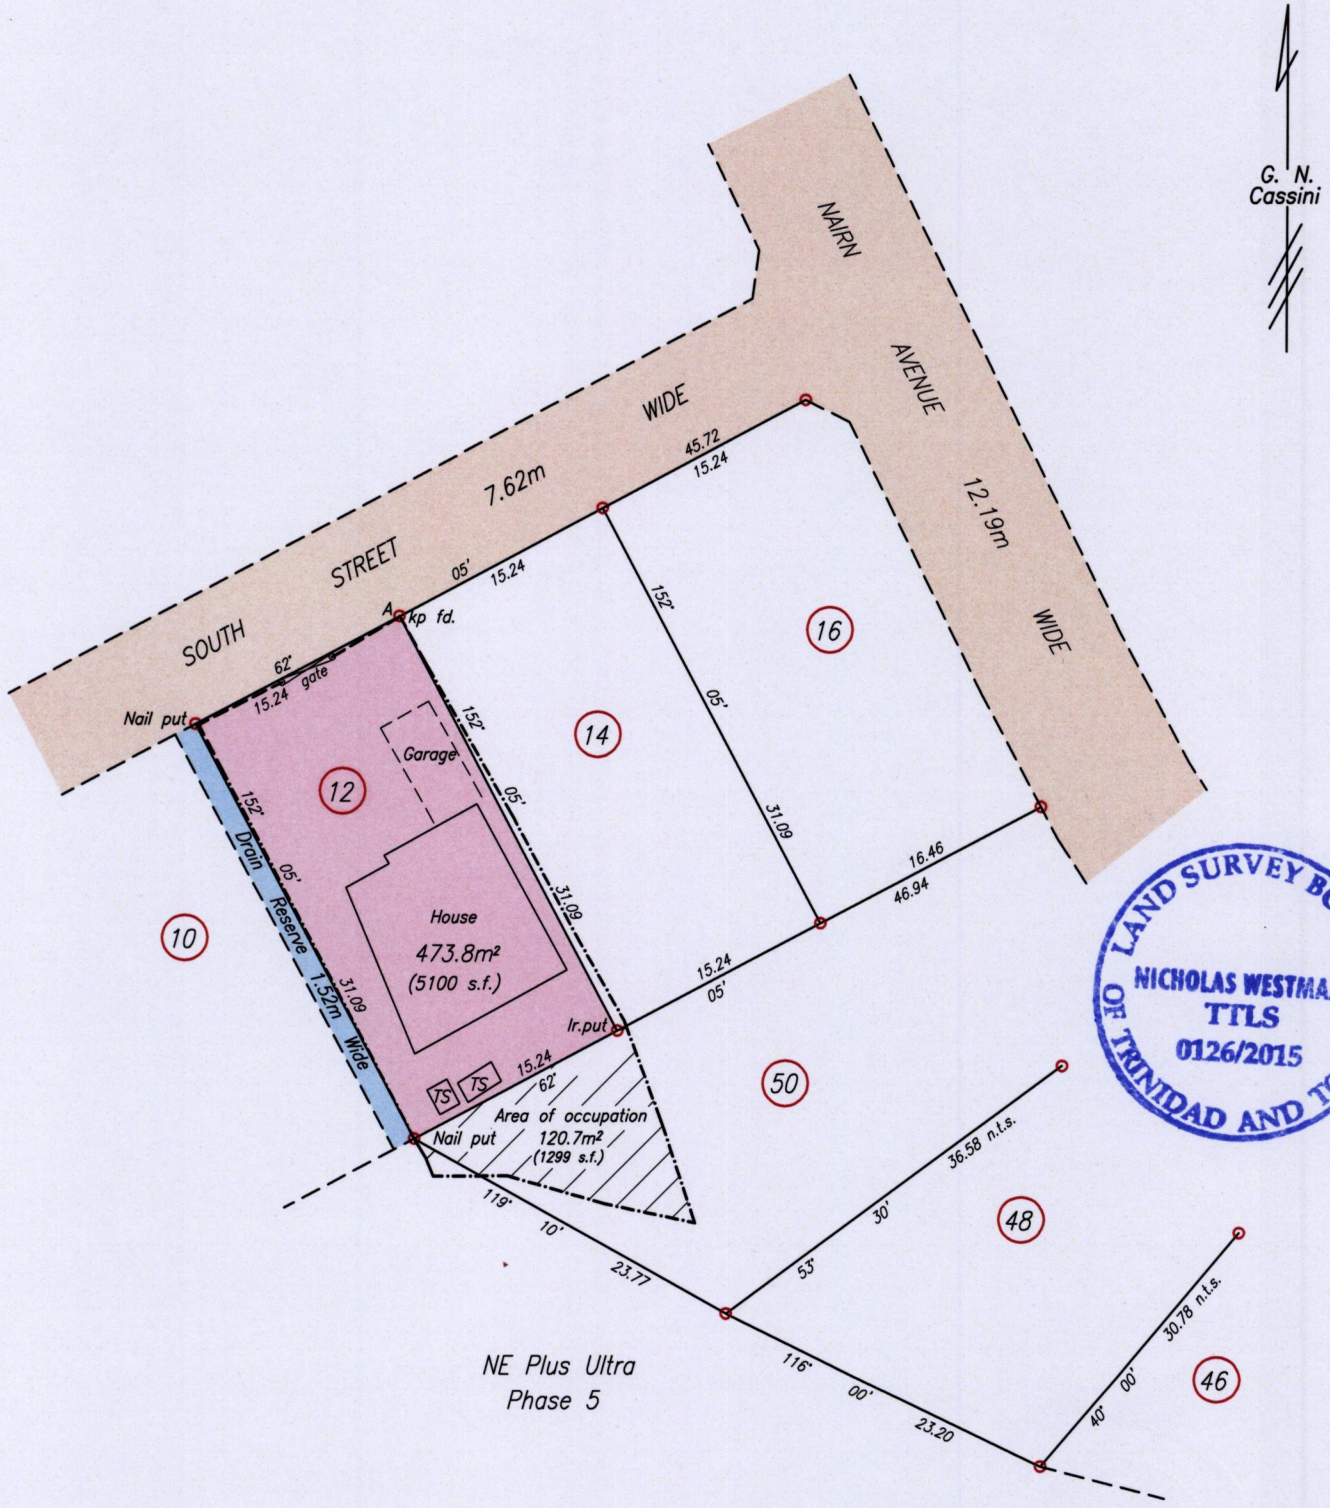 G. N.
Cassini
NAIRN
AVENUE
12.19m
WIDE
SOUTH
STREET
7.62m
WIDE
45.72
15.24
05'
15.24
A
kp fd.
62°
15.24
gate
Nail put
152°
05'
31.09
16
14
12
Garage
152°
05'
31.09
152°
05'
31.09
Drain Reserve 1.52m Wide
10
House
473.8m²
(5100 s.f.)
16.46
46.94
15.24
05'
Ir.put
15.24
62°
TS
TS
Nail put
Area of occupation
120.7m²
(1299 s.f.)
50
LAND SURVEY
OF TRINIDAD AND
NICHOLAS
TTLS
0126/2015
36.58 n.t.s.
30'
53°
48
119°
10'
23.77
30.78 n.t.s.
00'
40°
46
116°
00'
23.20
NE Plus Ultra
Phase 5